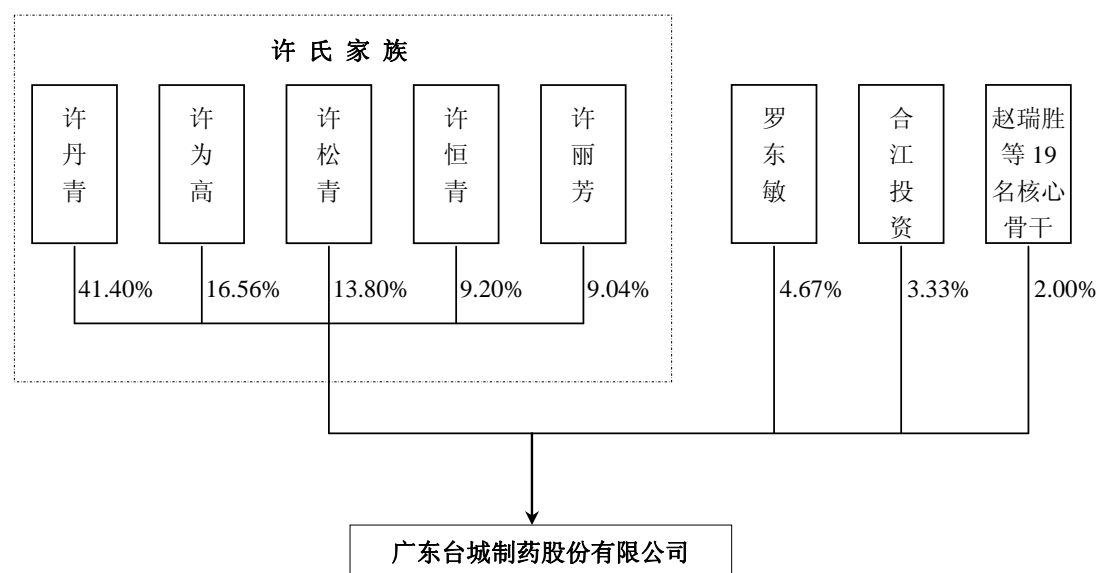 许氏家族
许丹青
许为高
许松青
许恒青
许丽芳
罗东敏
合江投资
赵瑞胜
等 19
名核心
骨干
41.40%
16.56%
13.80%
9.20%
9.04%
4.67%
3.33%
2.00%
广东台城制药股份有限公司